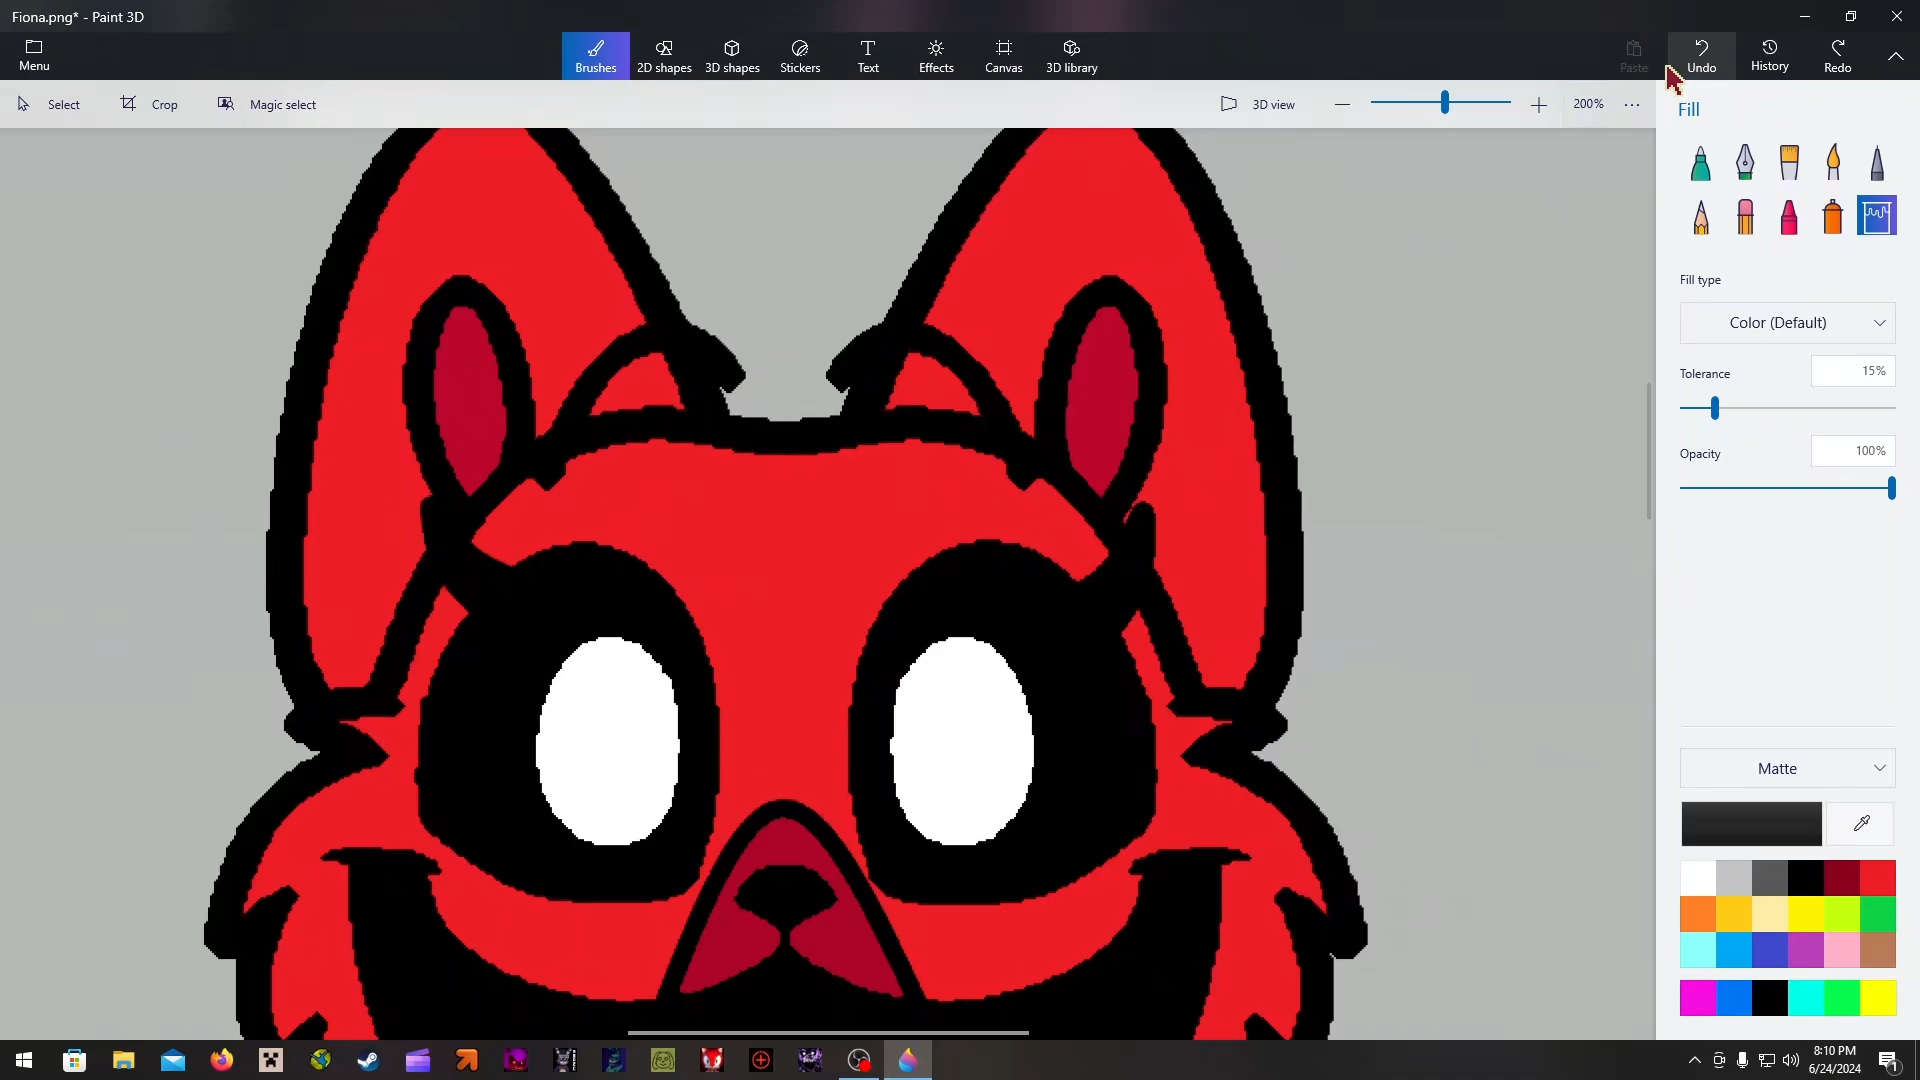 Fiona.png* - Paint 3D
Menu
Brushes
2D shapes
3D shapes
Stickers
Text
Effects
Canvas
3D library
Paste
Undo
History
Redo
Select
Crop
Magic select
3D view
200%
Fill
Fill type
Color (Default)
Tolerance
15%
Opacity
100%
Matte
8:10 PM
6/24/2024
1